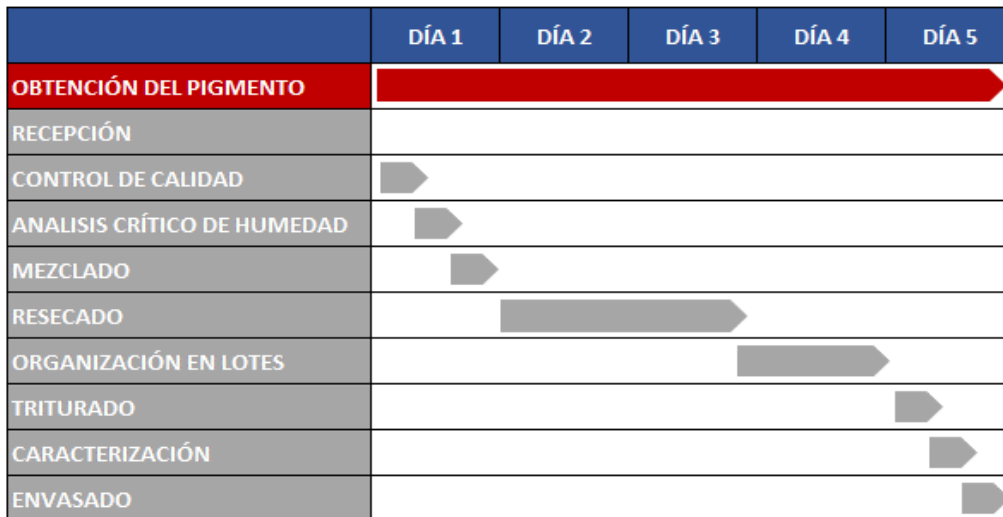 DÍA 1 DÍA 2 DÍA 3 DÍA 4 DÍA 5
OBTENCIÓN DEL PIGMENTO
RECEPCIÓN
CONTROL DE CALIDAD
ANALISIS CRÍTICO DE HUMEDAD
MEZCLADO
RESECADO
ORGANIZACIÓN EN LOTES
TRITURADO
CARACTERIZACIÓN
ENVASADO